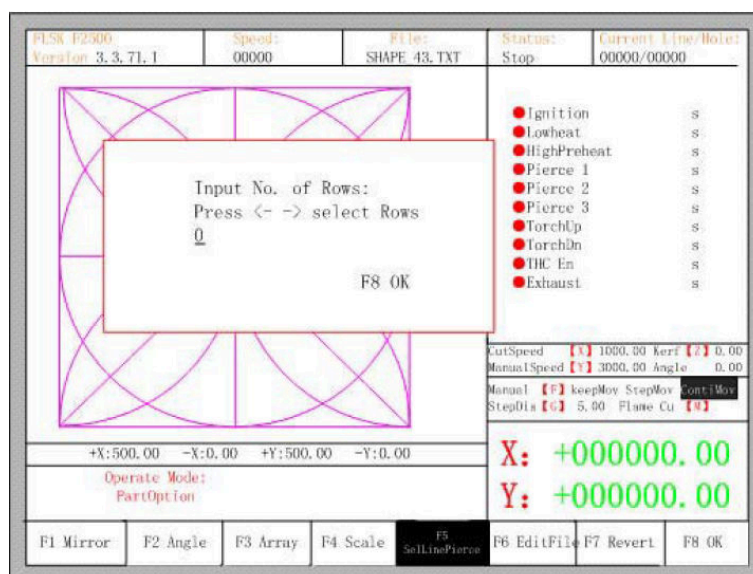 FLSK F2500
Version 3.3.71.1
Speed:
00000
File:
SHAPE_43.TXT
Status:
Stop
Current Line/Hole:
00000/00000
Input No. of Rows:
Press <- -> select Rows
0
F8 OK
Ignition s
Lowheat s
HighPreheat s
Pierce 1 s
Pierce 2 s
Pierce 3 s
TorchUp s
TorchDn s
THC En s
Exhaust s
CutSpeed 【X】 1000.00 Kerf 【Z】 0.00
ManualSpeed 【Y】 3000.00 Angle 0.00
Manual 【F】 keepMov StepMov ContiMov
StepDis 【G】 5.00 Flame Cu 【M】
+X:500.00 -X:0.00 +Y:500.00 -Y:0.00
Operate Mode:
PartOption
X: +000000.00
Y: +000000.00
F1 Mirror
F2 Angle
F3 Array
F4 Scale
F5
SelLinePierce
F6 EditFile
F7 Revert
F8 OK